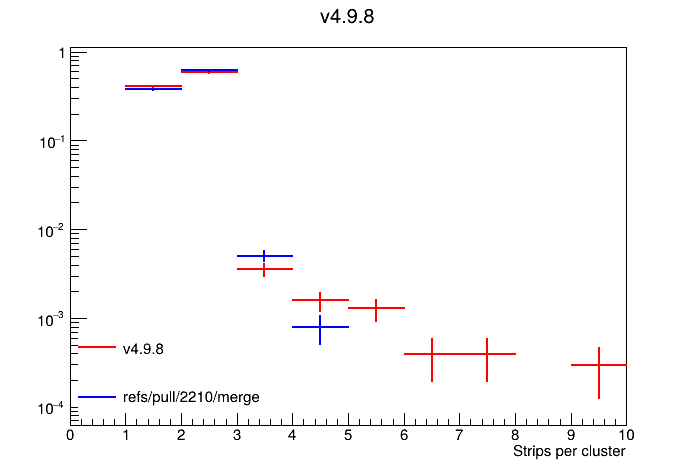 v4.9.8
1
10⁻¹
10⁻²
10⁻³
10⁻⁴
v4.9.8
refs/pull/2210/merge
0 1 2 3 4 5 6 7 8 9 10
Strips per cluster